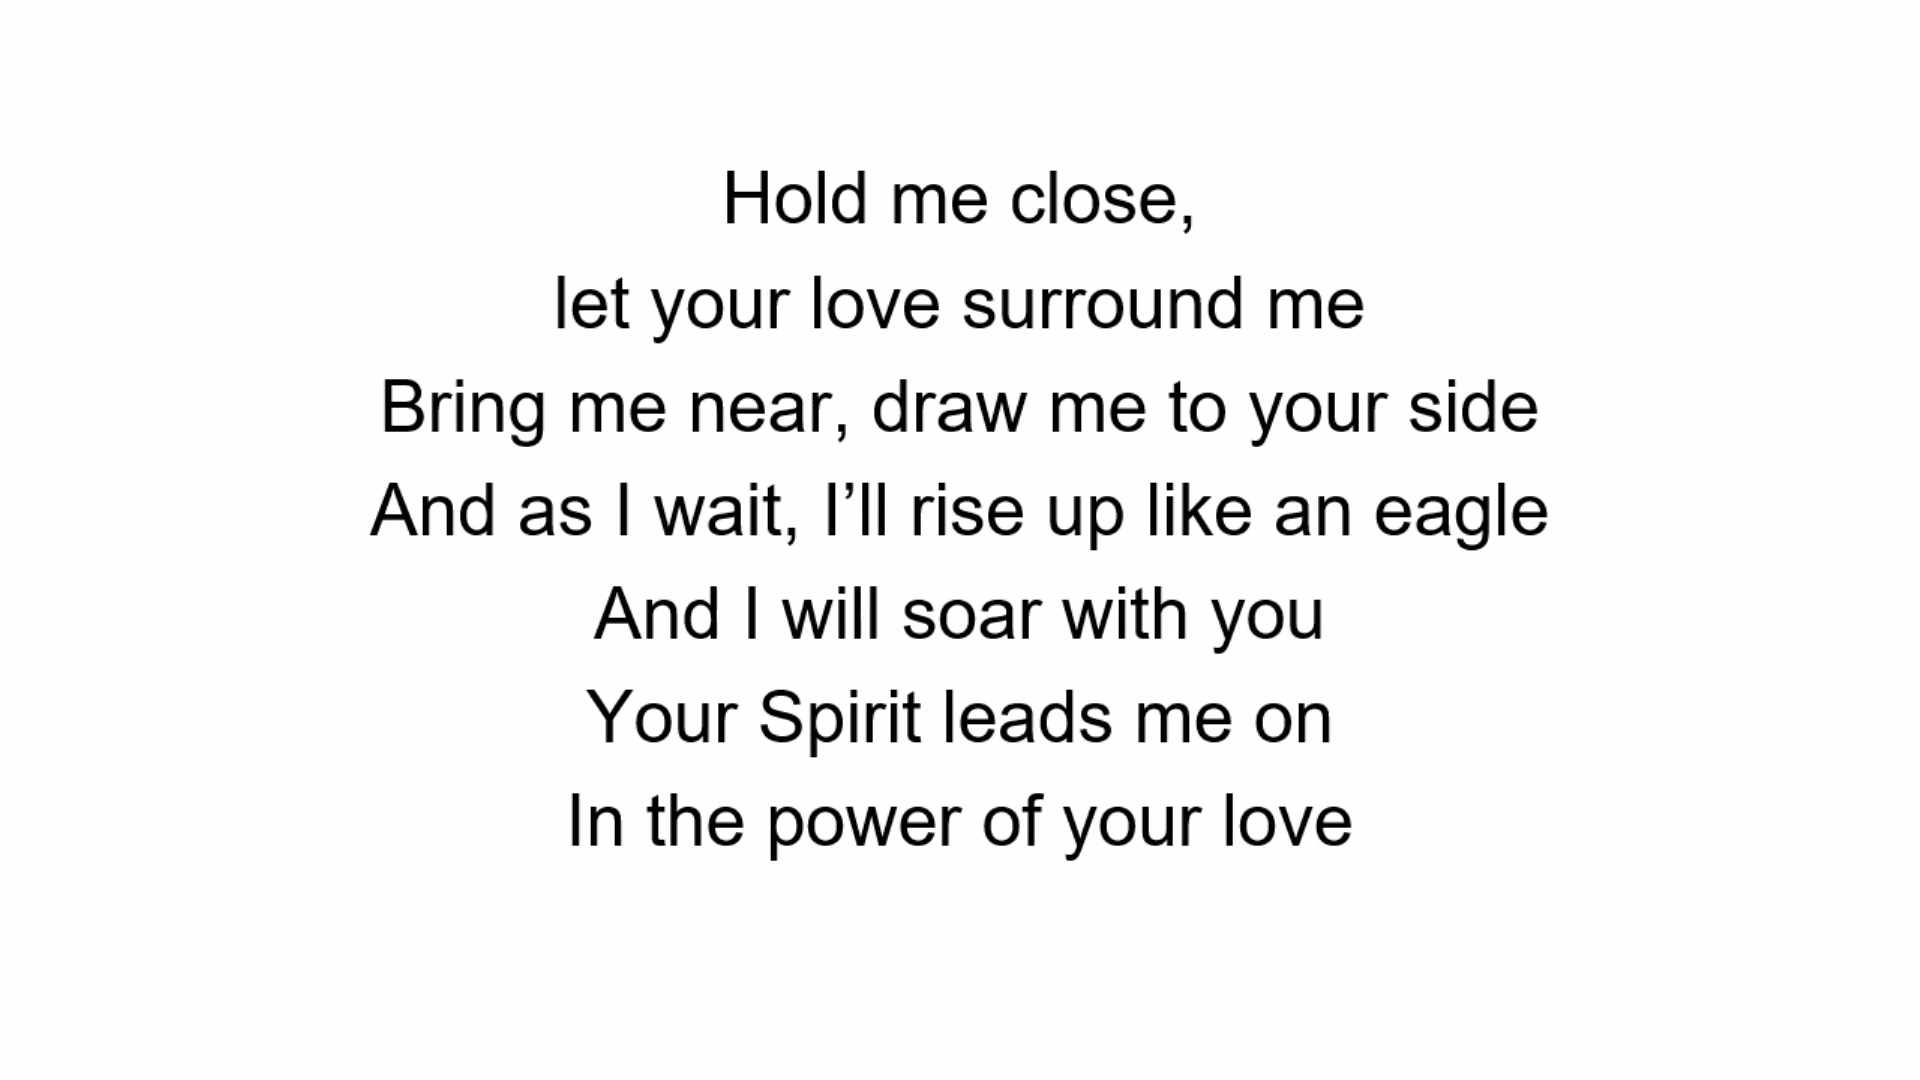 Hold me close,
let your love surround me
Bring me near, draw me to your side
And as I wait, I’ll rise up like an eagle
And I will soar with you
Your Spirit leads me on
In the power of your love